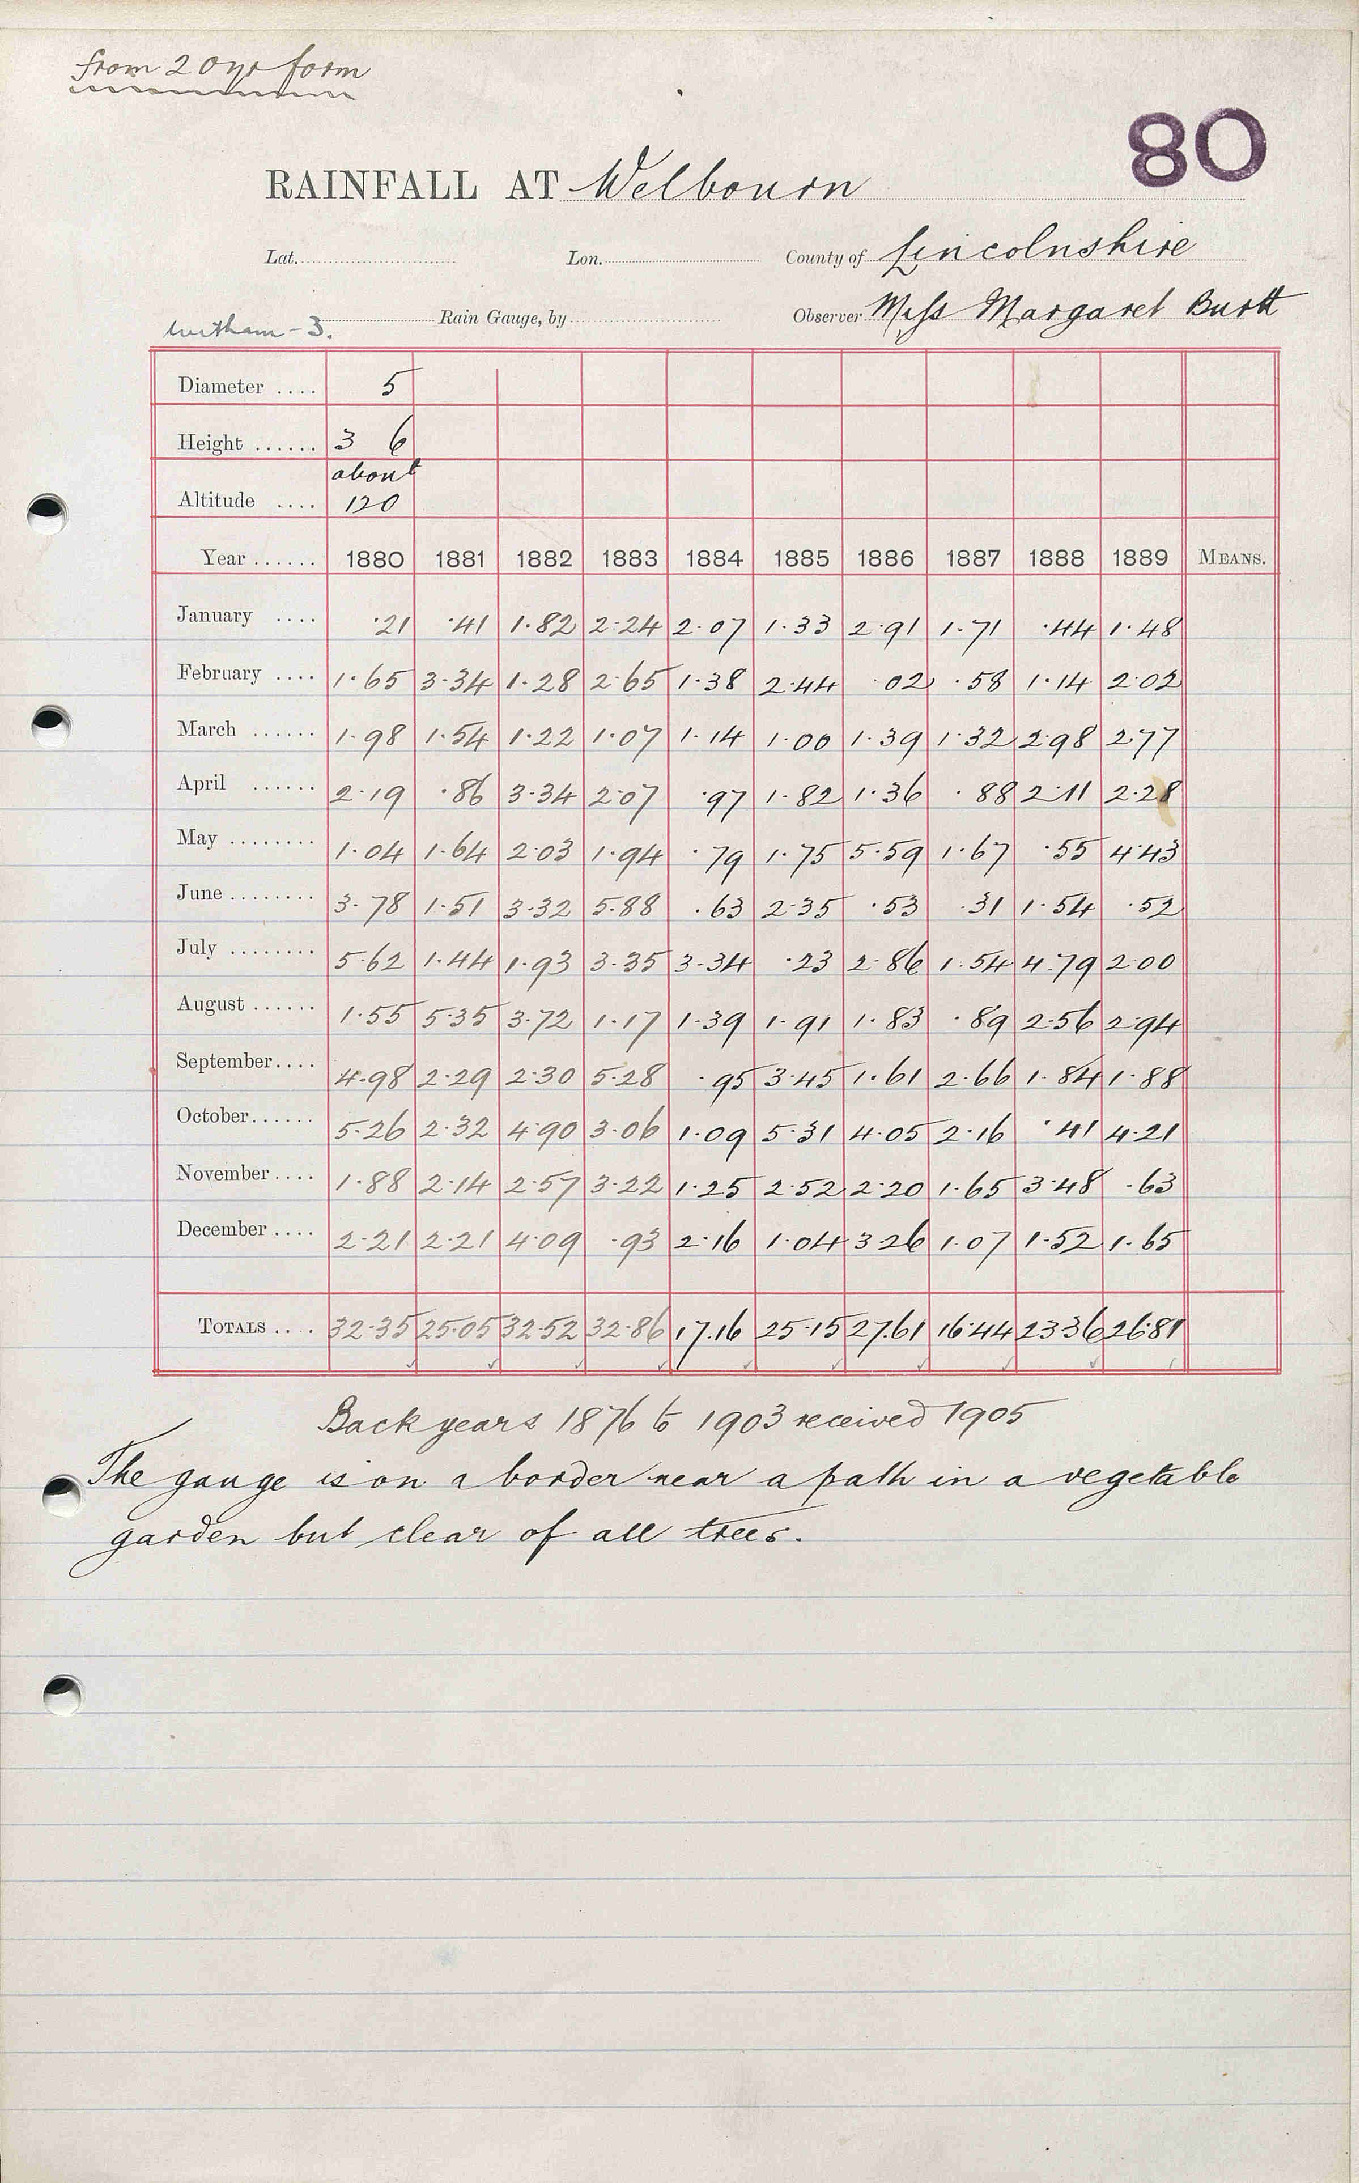 from 20 yr form
80
RAINFALL AT Welbourn
Lat. Lon. County of Lincolnshire
Witham - 3. Rain Gauge, by Observer Miss Margaret Burtt
Diameter .... 5
Height ...... 3 6
about
Altitude .... 120
Year ...... 1880 1881 1882 1883 1884 1885 1886 1887 1888 1889 MEANS.
January .... ·21 ·41 1·82 2·24 2·07 1·33 2·91 1·71 ·44 1·48
February .... 1·65 3·34 1·28 2·65 1·38 2·44 ·02 ·58 1·14 2·02
March ...... 1·98 1·54 1·22 1·07 1·14 1·00 1·39 1·32 2·98 2·77
April ...... 2·19 ·86 3·34 2·07 ·97 1·82 1·36 ·88 2·11 2·28
May ........ 1·04 1·64 2·03 1·94 ·79 1·75 5·59 1·67 ·55 4·43
June ........ 3·78 1·51 3·32 5·88 ·63 2·35 ·53 ·31 1·54 ·52
July ........ 5·62 1·44 1·93 3·35 3·34 ·23 2·86 1·54 4·79 2·00
August ...... 1·55 5·35 3·72 1·17 1·39 1·91 1·83 ·89 2·56 2·94
September.... 4·98 2·29 2·30 5·28 ·95 3·45 1·61 2·66 1·84 1·88
October...... 5·26 2·32 4·90 3·06 1·09 5·31 4·05 2·16 ·41 4·21
November.... 1·88 2·14 2·57 3·22 1·25 2·52 2·20 1·65 3·48 ·63
December.... 2·21 2·21 4·09 ·93 2·16 1·04 3·26 1·07 1·52 1·65
TOTALS .... 32·35 25·05 32·52 32·86 17·16 25·15 27·61 16·44 23·36 26·81
Back years 1876 to 1903 received 1905
The gauge is on a border near a path in a vegetable
garden but clear of all trees.